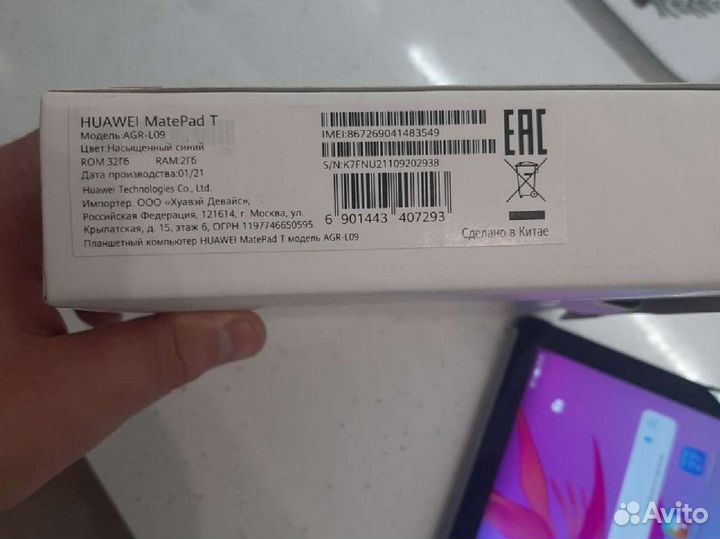 HUAWEI MatePad T
Модель:AGR-L09
Цвет:Насыщенный синий
ROM 32Гб RAM:2Гб
Дата производства:01/21
Huawei Technologies Co., Ltd.
Импортер. ООО «Хуавэй Девайс»,
Российская Федерация, 121614, г. Москва, ул.
Крылатская, д. 15, этаж 6, ОГРН 1197746650595.
Планшетный компьютер HUAWEI MatePad T модель AGR-L09
IMEI:867269041483549
S/N:K7FNU21109202938
6 901443 407293
EAC
Сделано в Китае
Avito